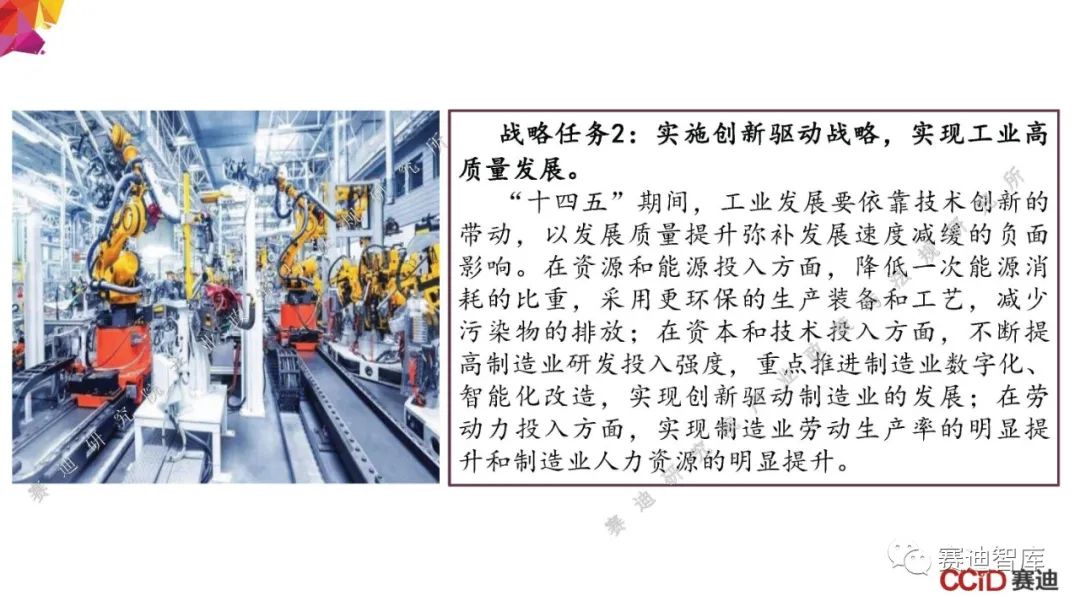 战略任务2：实施创新驱动战略，实现工业高
质量发展。
“十四五”期间，工业发展要依靠技术创新的
带动，以发展质量提升弥补发展速度减缓的负面
影响。在资源和能源投入方面，降低一次能源消
耗的比重，采用更环保的生产装备和工艺，减少
污染物的排放；在资本和技术投入方面，不断提
高制造业研发投入强度，重点推进制造业数字化、
智能化改造，实现创新驱动制造业的发展；在劳
动力投入方面，实现制造业劳动生产率的明显提
升和制造业人力资源的明显提升。
赛迪智库
CCID 赛迪